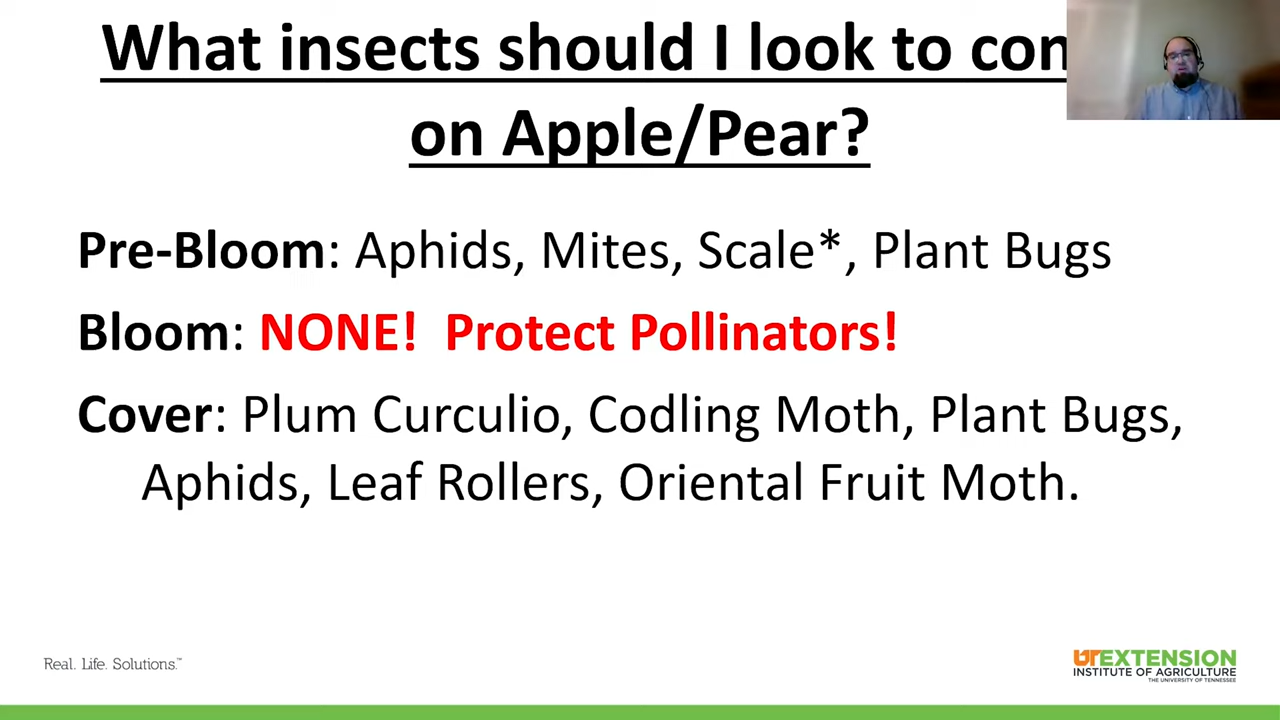 What insects should I look to
on Apple/Pear?
Pre-Bloom: Aphids, Mites, Scale*, Plant Bugs
Bloom: NONE! Protect Pollinators!
Cover: Plum Curculio, Codling Moth, Plant Bugs,
Aphids, Leaf Rollers, Oriental Fruit Moth.
Real. Life. Solutions.™
UTEXTENSION
INSTITUTE OF AGRICULTURE
THE UNIVERSITY OF TENNESSEE